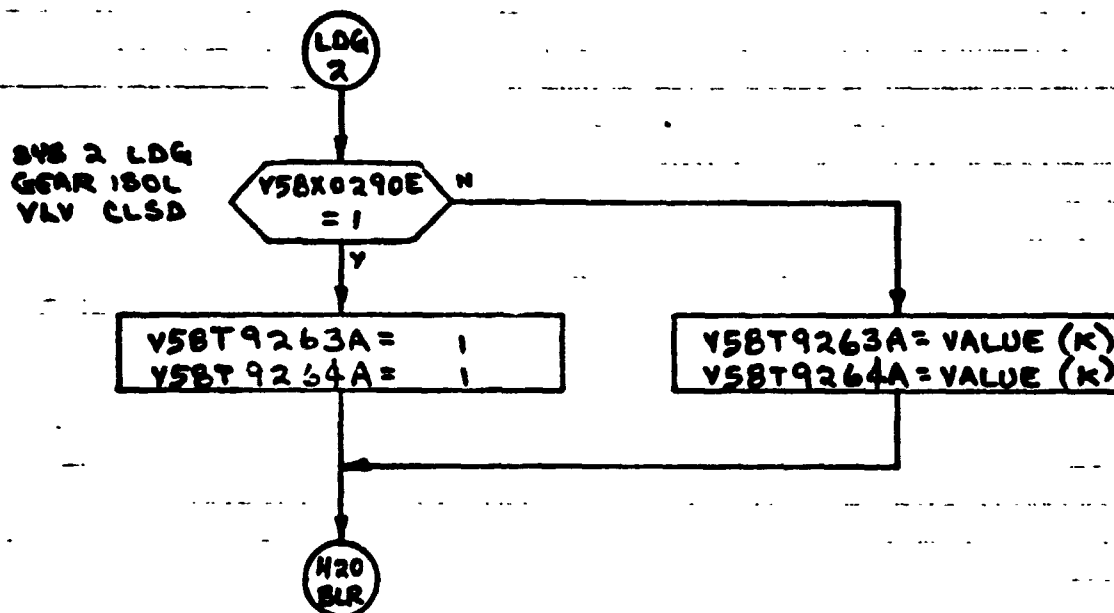 LDG
2
SYS 2 LDG
GEAR ISOL
VLV CLSD
V58X0290E
= 1
N
Y
V58T9263A= 1
V58T9264A= 1
V58T9263A= VALUE (K)
V58T9264A= VALUE (K)
H20
BLR